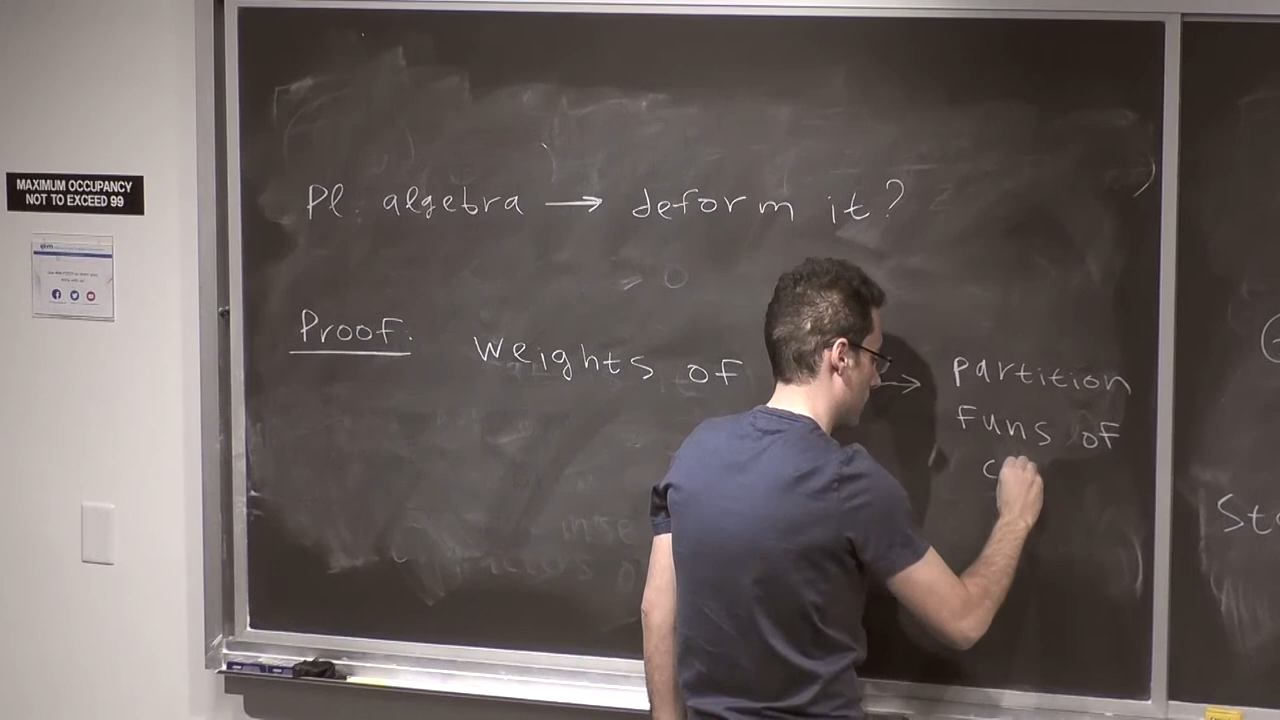 MAXIMUM OCCUPANCY
NOT TO EXCEED 99
Pl. algebra → deform it?
Proof.
Weights of → partition
funs of